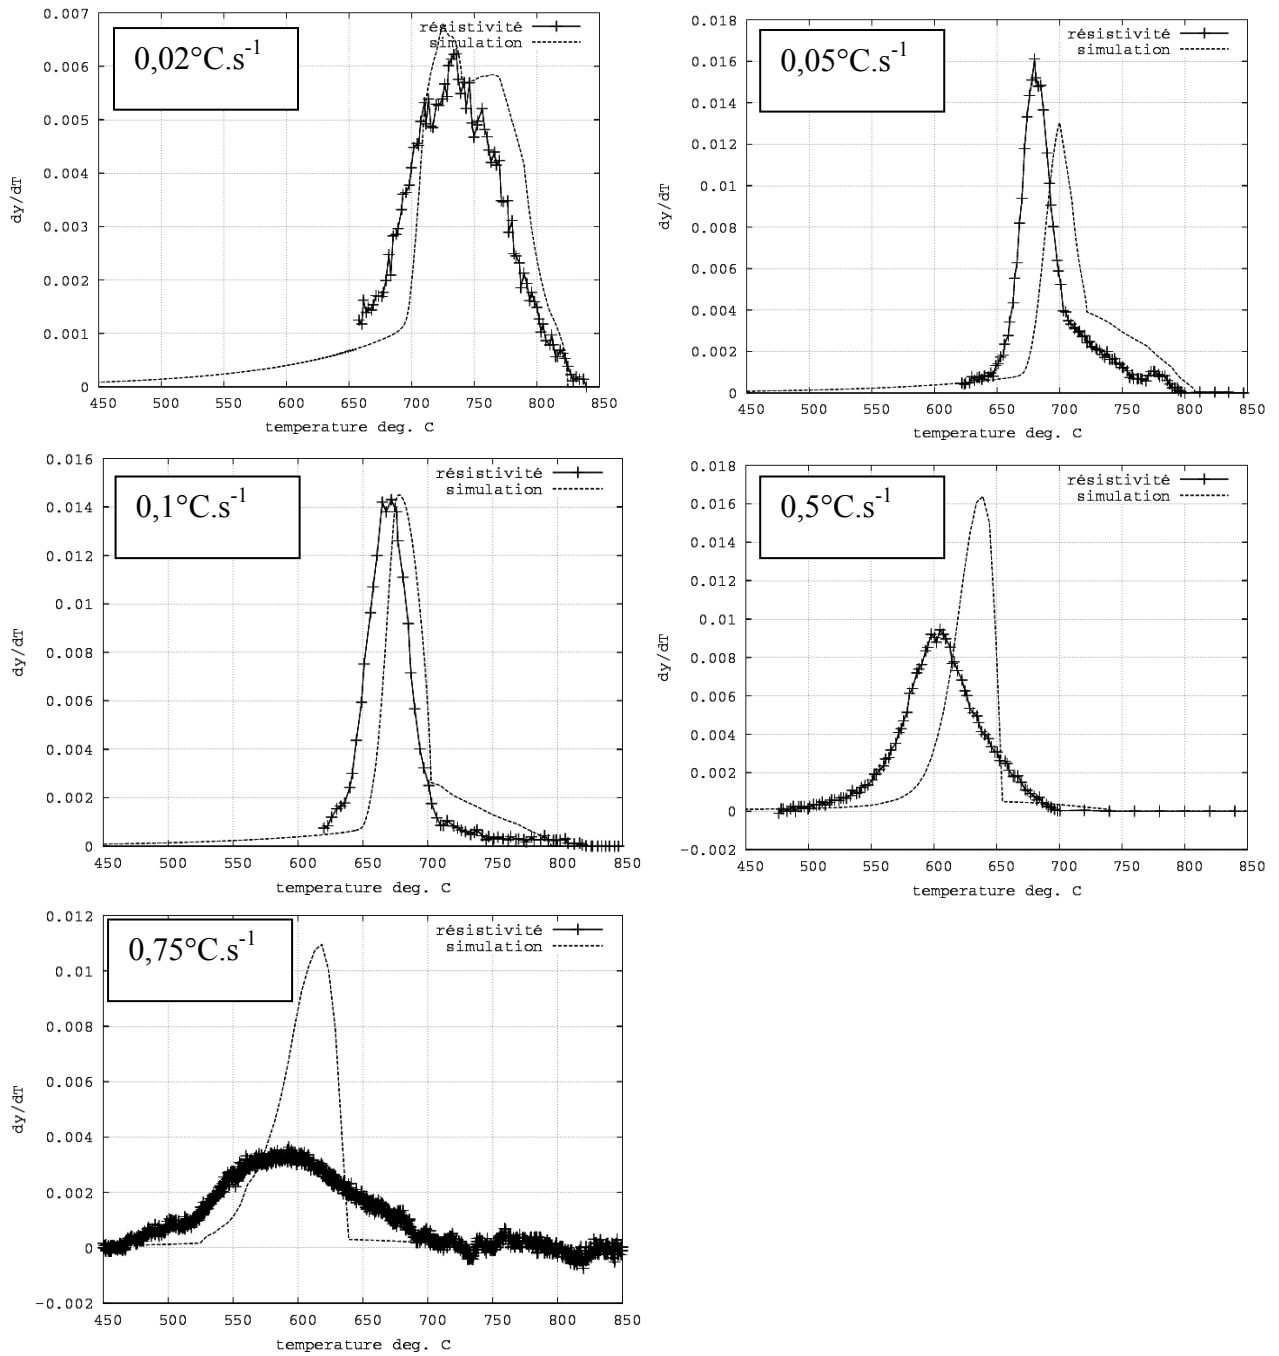 0,02°C.s⁻¹
résistivité
simulation
0.007
0.006
0.005
0.004
0.003
0.002
0.001
0
dy/dT
450 500 550 600 650 700 750 800 850
temperature deg. C
0,05°C.s⁻¹
résistivité
simulation
0.018
0.016
0.014
0.012
0.01
0.008
0.006
0.004
0.002
0
dy/dT
450 500 550 600 650 700 750 800 850
temperature deg. C
0,1°C.s⁻¹
résistivité
simulation
0.016
0.014
0.012
0.01
0.008
0.006
0.004
0.002
0
dy/dT
450 500 550 600 650 700 750 800 850
temperature deg. C
0,5°C.s⁻¹
résistivité
simulation
0.018
0.016
0.014
0.012
0.01
0.008
0.006
0.004
0.002
0
-0.002
dy/dT
450 500 550 600 650 700 750 800 850
temperature deg. C
0,75°C.s⁻¹
résistivité
simulation
0.012
0.01
0.008
0.006
0.004
0.002
0
-0.002
dy/dT
450 500 550 600 650 700 750 800 850
temperature deg. C